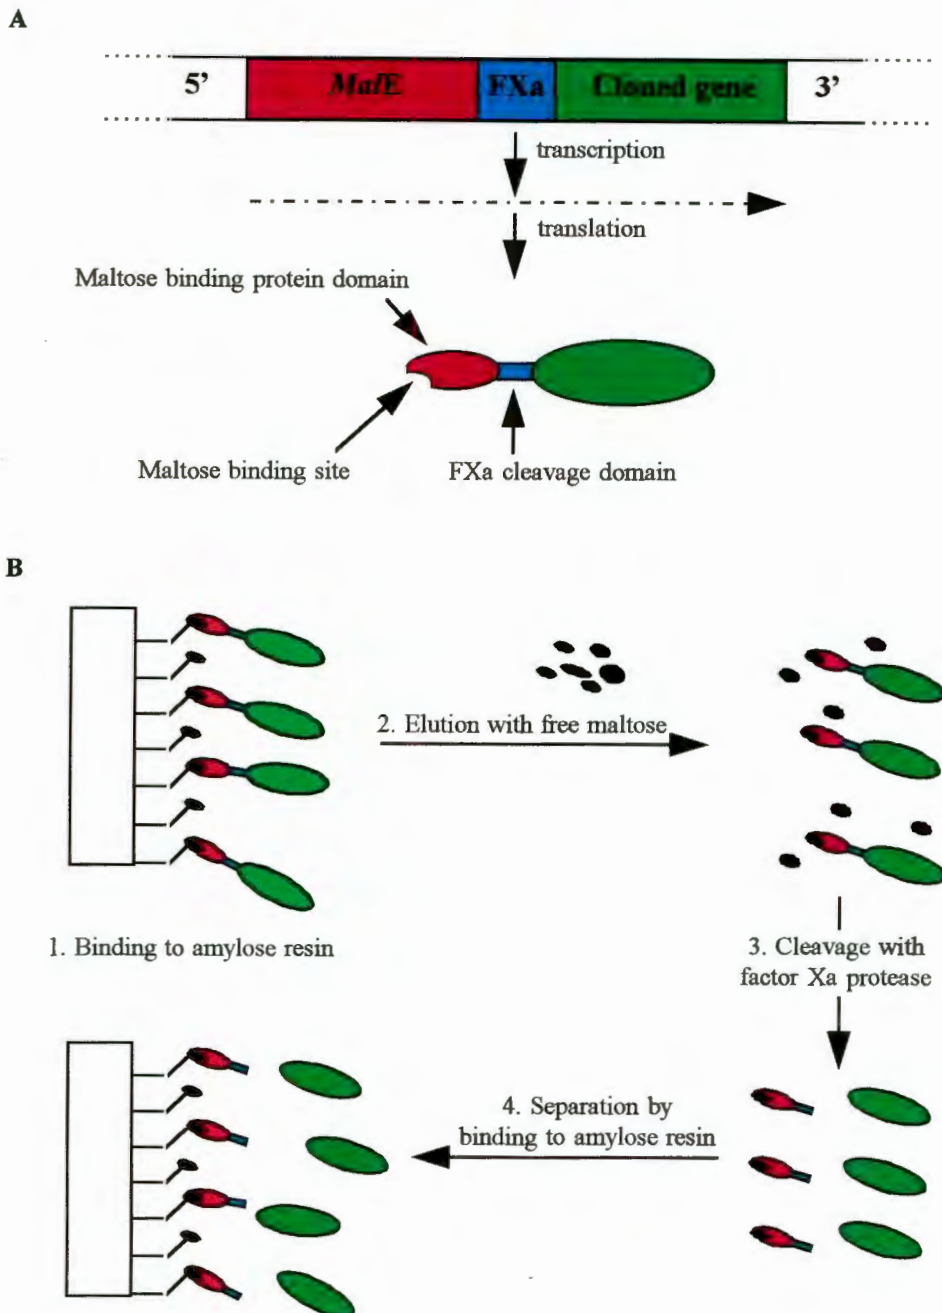 A
5’ MalE FXa Cloned gene 3’
transcription
translation
Maltose binding protein domain
Maltose binding site
FXa cleavage domain
B
2. Elution with free maltose
1. Binding to amylose resin
3. Cleavage with
factor Xa protease
4. Separation by
binding to amylose resin